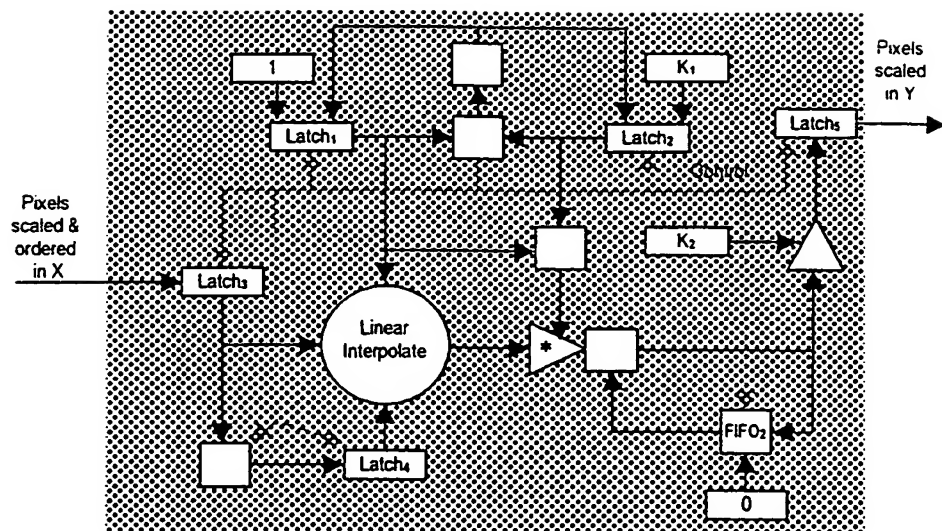 Pixels
scaled
in Y
1
K₁
Latch₁
Latch₂
Latch₅
Control
Pixels
scaled &
ordered
in X
K₂
Latch₃
Linear
Interpolate
*
FIFO₂
Latch₄
0